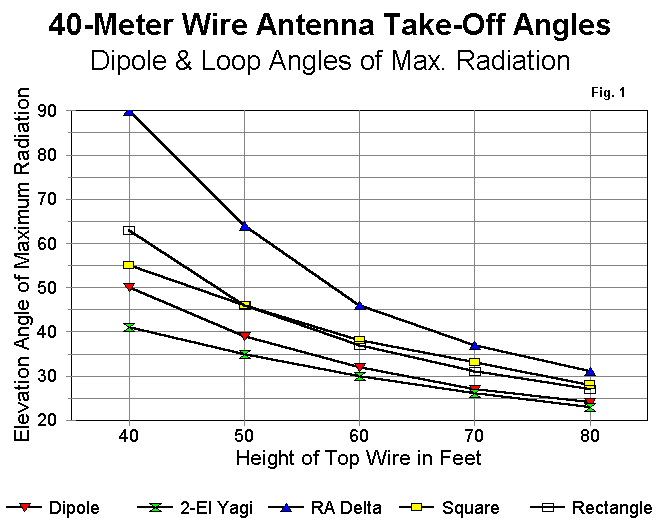 40-Meter Wire Antenna Take-Off Angles
Dipole & Loop Angles of Max. Radiation
Fig. 1
Elevation Angle of Maximum Radiation
90
80
70
60
50
40
30
20
40 50 60 70 80
Height of Top Wire in Feet
Dipole 2-El Yagi RA Delta Square Rectangle